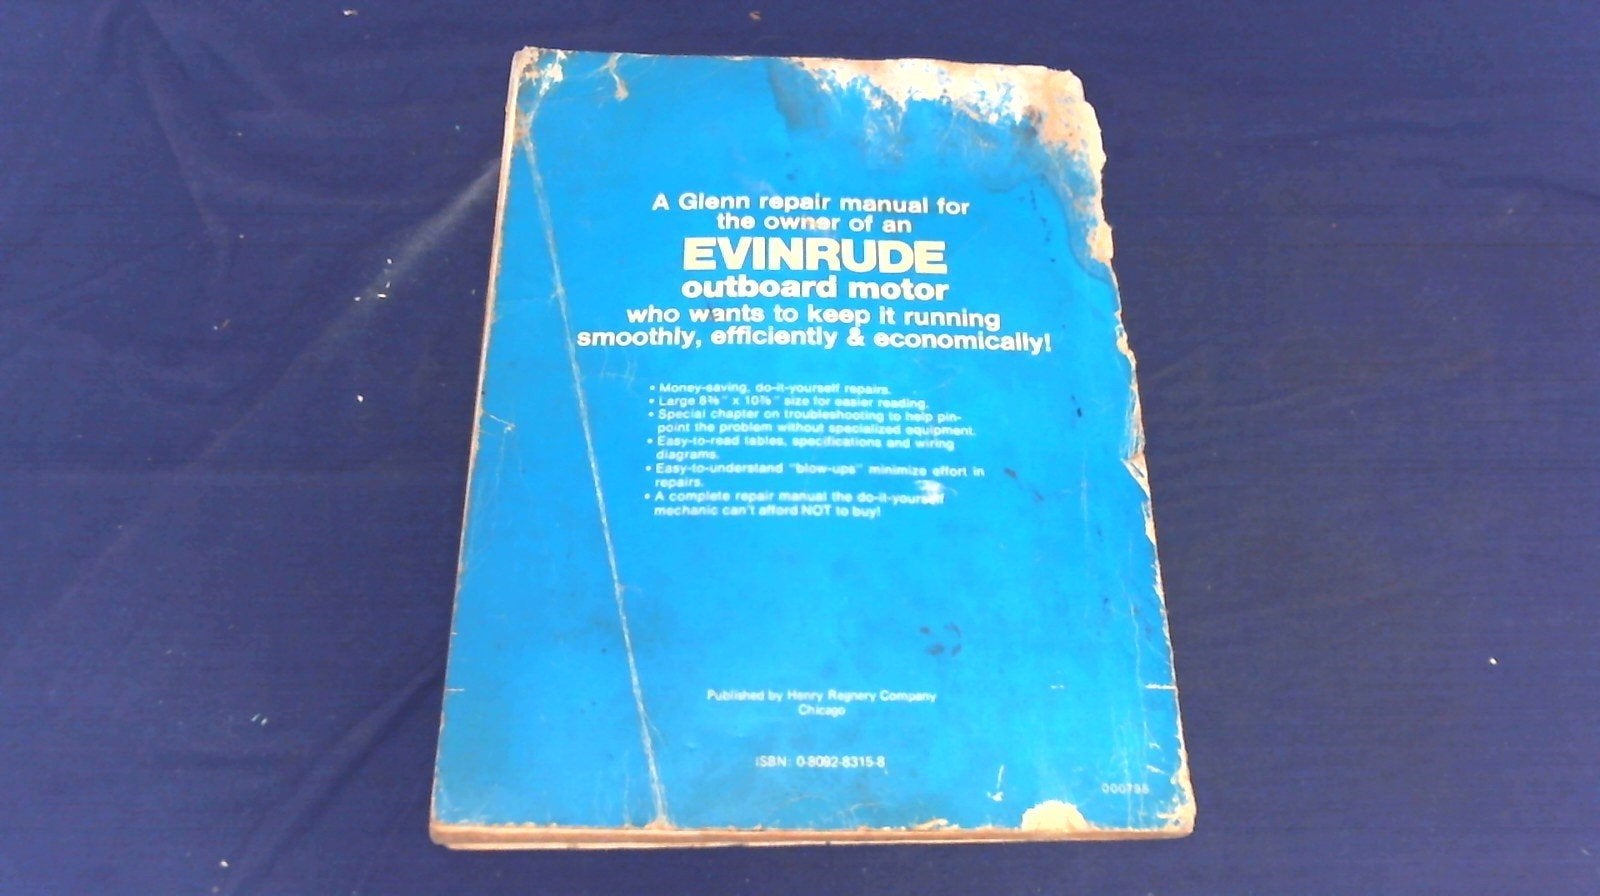 A Glenn repair manual for
the owner of an
EVINRUDE
outboard motor
who wants to keep it running
smoothly, efficiently & economically!
• Money-saving, do-it-yourself repairs.
• Large 8⅜" x 10⅞" size for easier reading.
• Special chapter on troubleshooting to help pin-
point the problem without specialized equipment.
• Easy-to-read tables, specifications and wiring
diagrams.
• Easy-to-understand "blow-ups" minimize effort in
repairs.
• A complete repair manual the do-it-yourself
mechanic can't afford NOT to buy!
Published by Henry Regnery Company
Chicago
ISBN: 0-8092-8315-8
000795